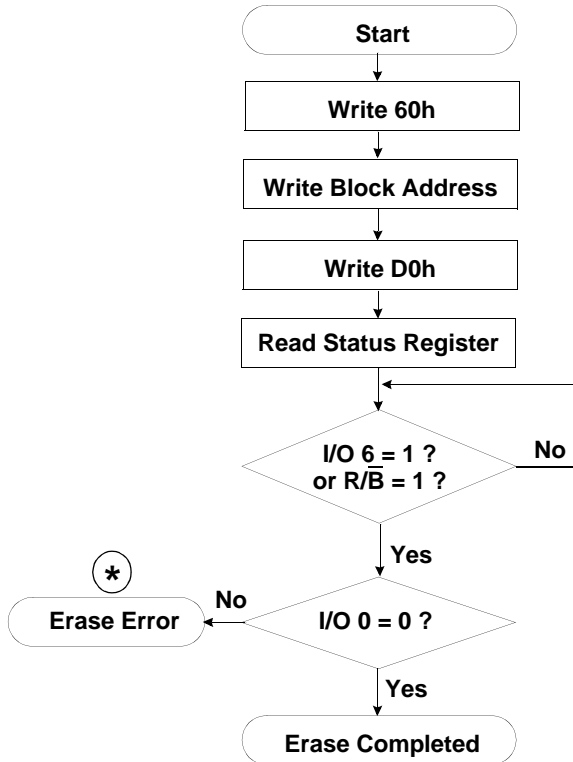 Start
Write 60h
Write Block Address
Write D0h
Read Status Register
I/O 6 = 1 ?
or R/B̅ = 1 ?
No
Yes
*
No
Erase Error
I/O 0 = 0 ?
Yes
Erase Completed